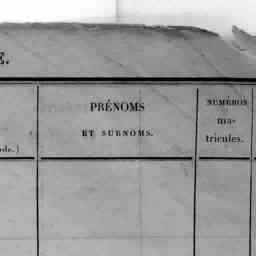 E.
PRÉNOMS
ET SURNOMS.
NUMÉROS
ma-
tricules.